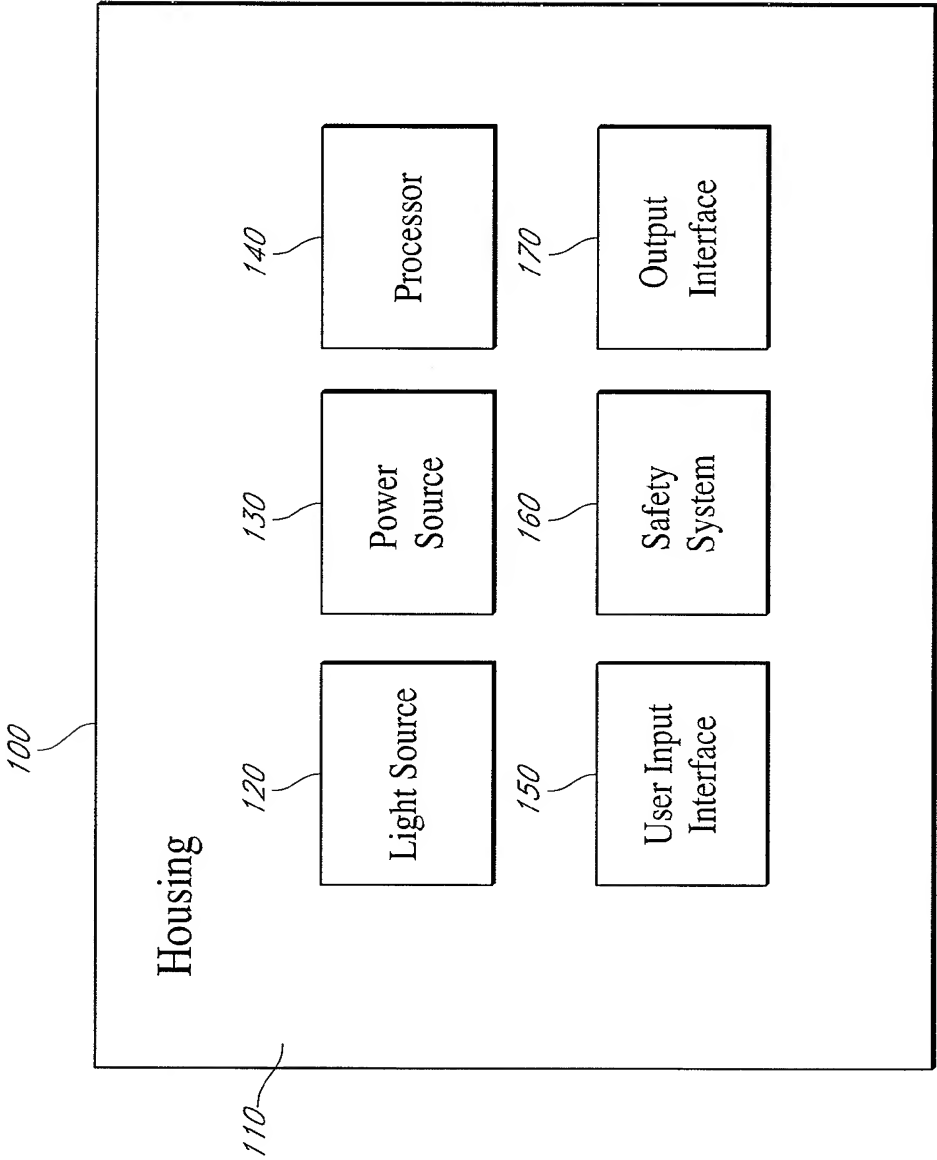 100
110
Housing
120
130
140
Light Source
Power
Source
Processor
150
160
170
User Input
Interface
Safety
System
Output
Interface